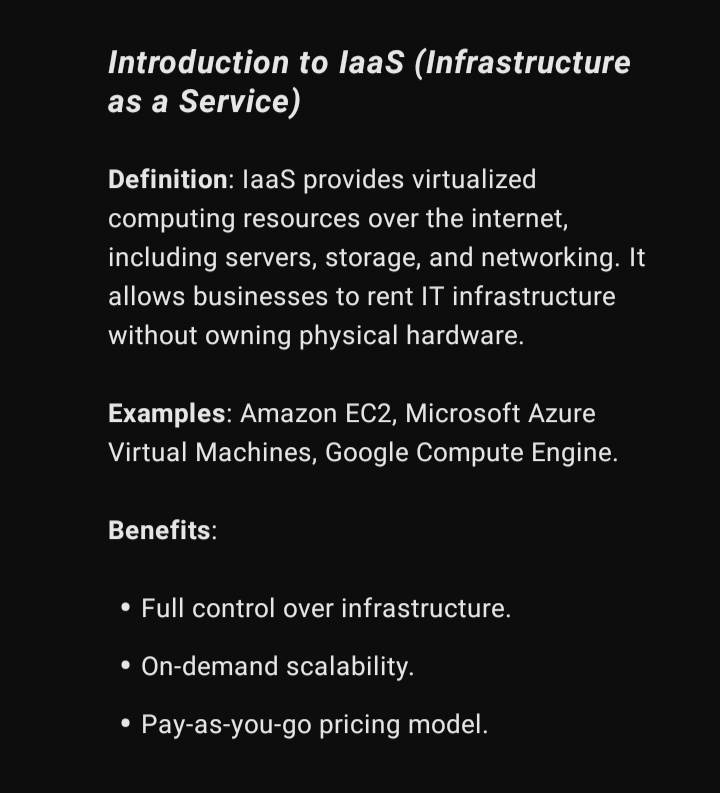 Introduction to IaaS (Infrastructure
as a Service)
Definition: IaaS provides virtualized
computing resources over the internet,
including servers, storage, and networking. It
allows businesses to rent IT infrastructure
without owning physical hardware.
Examples: Amazon EC2, Microsoft Azure
Virtual Machines, Google Compute Engine.
Benefits:
• Full control over infrastructure.
• On-demand scalability.
• Pay-as-you-go pricing model.